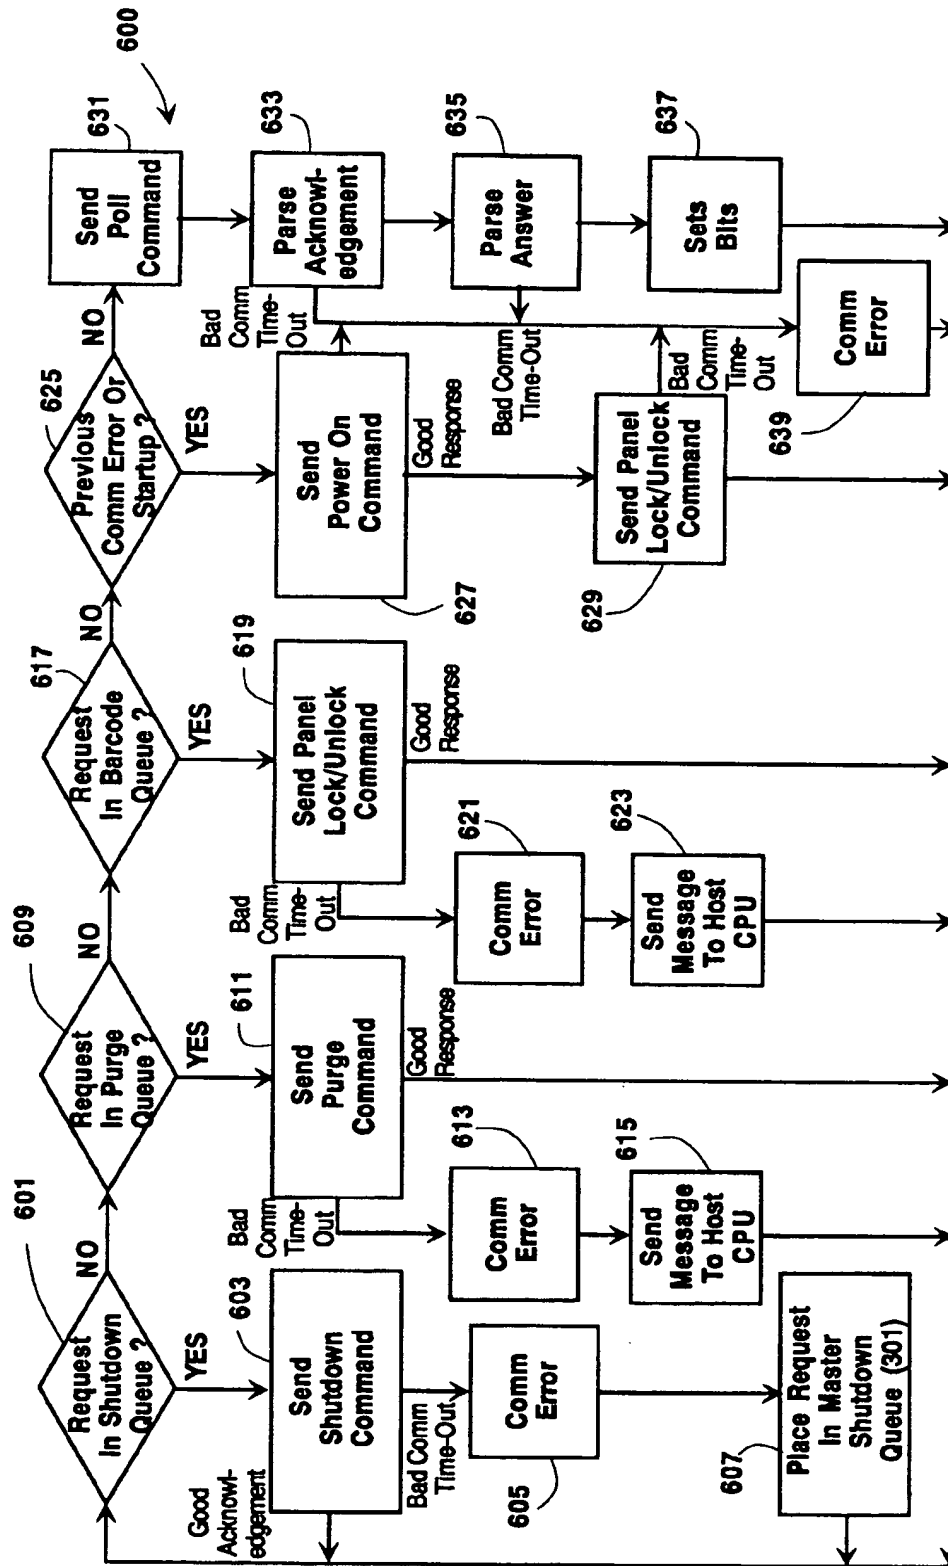 600
601
Request
In Shutdown
Queue ?
NO
YES
603
Send
Shutdown
Command
Good
Acknowl-
edgement
Bad Comm
Time-Out
Comm
Error
605
607
Place Request
In Master
Shutdown
Queue (301)
609
Request
In Purge
Queue ?
NO
YES
611
Send
Purge
Command
Bad
Comm
Time-
Out
Good
Response
613
Comm
Error
615
Send
Message
To Host
CPU
617
Request
In Barcode
Queue ?
NO
YES
619
Send Panel
Lock/Unlock
Command
Bad
Comm
Time-
Out
Good
Response
621
Comm
Error
623
Send
Message
To Host
CPU
625
Previous
Comm Error Or
Startup ?
NO
YES
Send
Power On
Command
627
Good
Response
Send Panel
Lock/Unlock
Command
629
Bad
Comm
Time-
Out
631
Send
Poll
Command
633
Parse
Acknowl-
edgement
Bad
Comm
Time-
Out
635
Parse
Answer
Bad Comm
Time-Out
637
Sets
Bits
Comm
Error
639